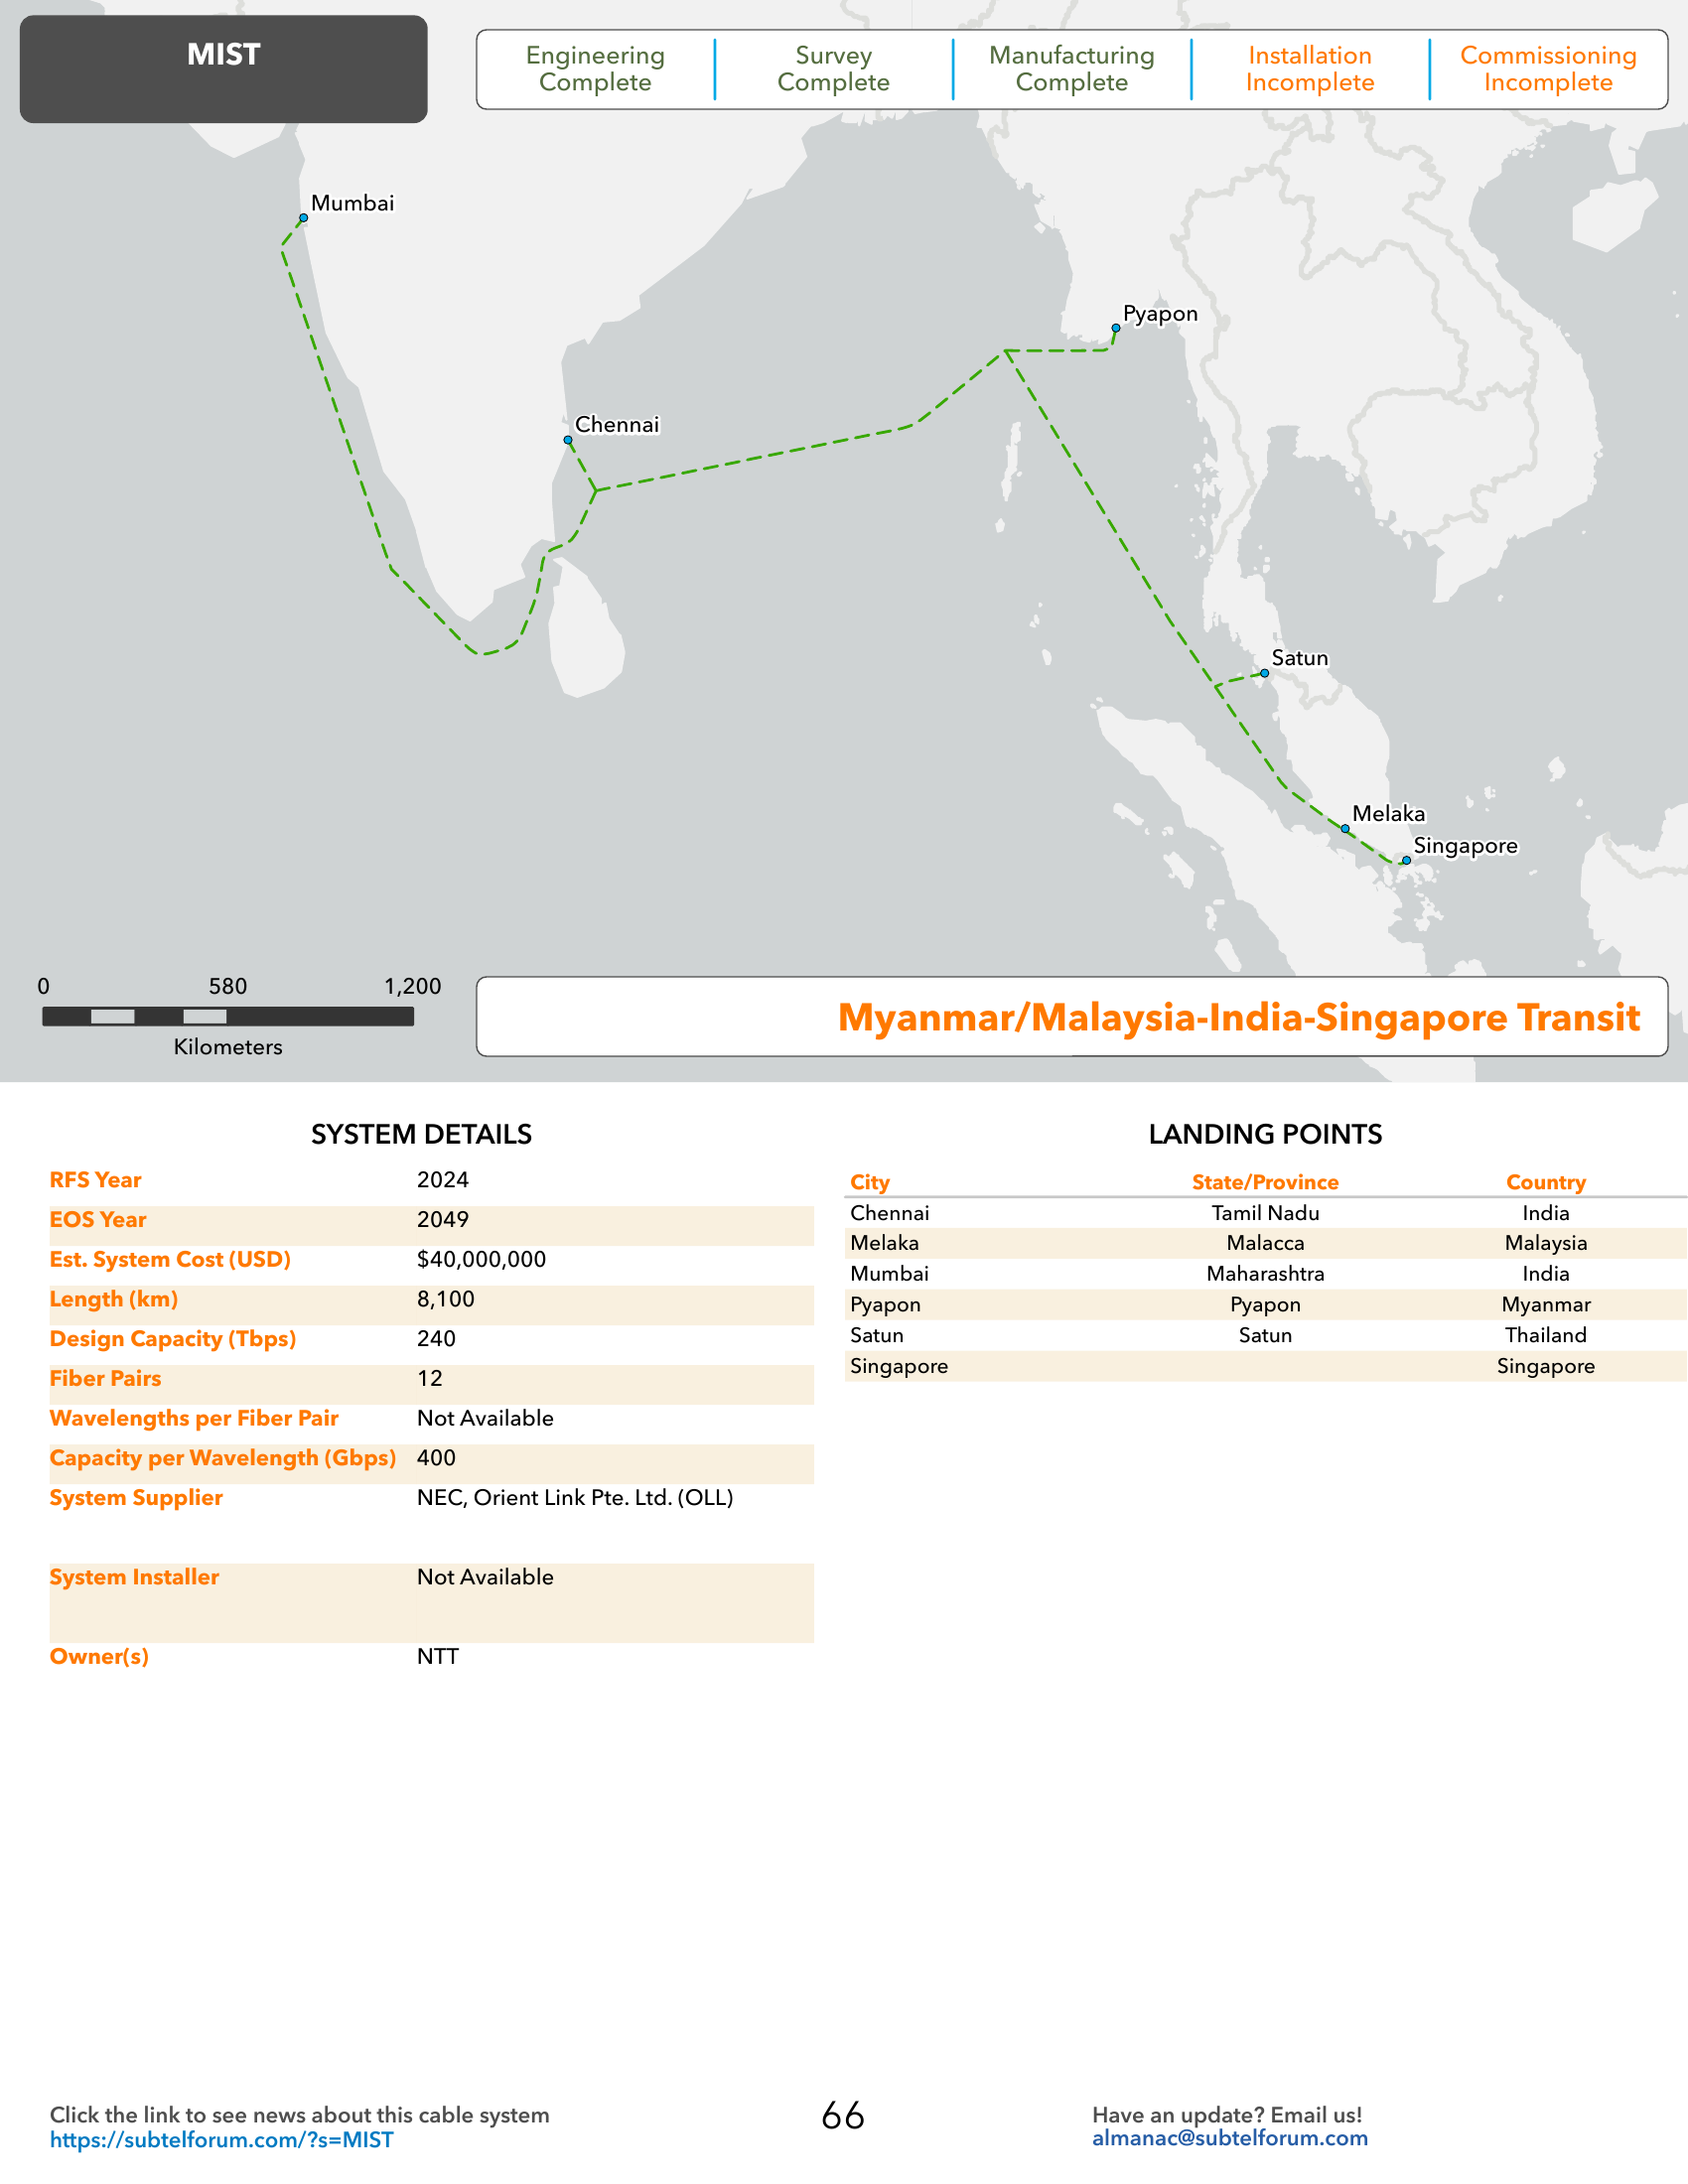 MIST
Engineering
Complete
Survey
Complete
Manufacturing
Complete
Installation
Incomplete
Commissioning
Incomplete
Mumbai
Pyapon
Chennai
Satun
Melaka
Singapore
0 580 1,200
Kilometers
Myanmar/Malaysia-India-Singapore Transit
SYSTEM DETAILS
RFS Year 2024
EOS Year 2049
Est. System Cost (USD) $40,000,000
Length (km) 8,100
Design Capacity (Tbps) 240
Fiber Pairs 12
Wavelengths per Fiber Pair Not Available
Capacity per Wavelength (Gbps) 400
System Supplier NEC, Orient Link Pte. Ltd. (OLL)
System Installer Not Available
Owner(s) NTT
LANDING POINTS
City State/Province Country
Chennai Tamil Nadu India
Melaka Malacca Malaysia
Mumbai Maharashtra India
Pyapon Pyapon Myanmar
Satun Satun Thailand
Singapore Singapore
Click the link to see news about this cable system
https://subtelforum.com/?s=MIST
66
Have an update? Email us!
almanac@subtelforum.com